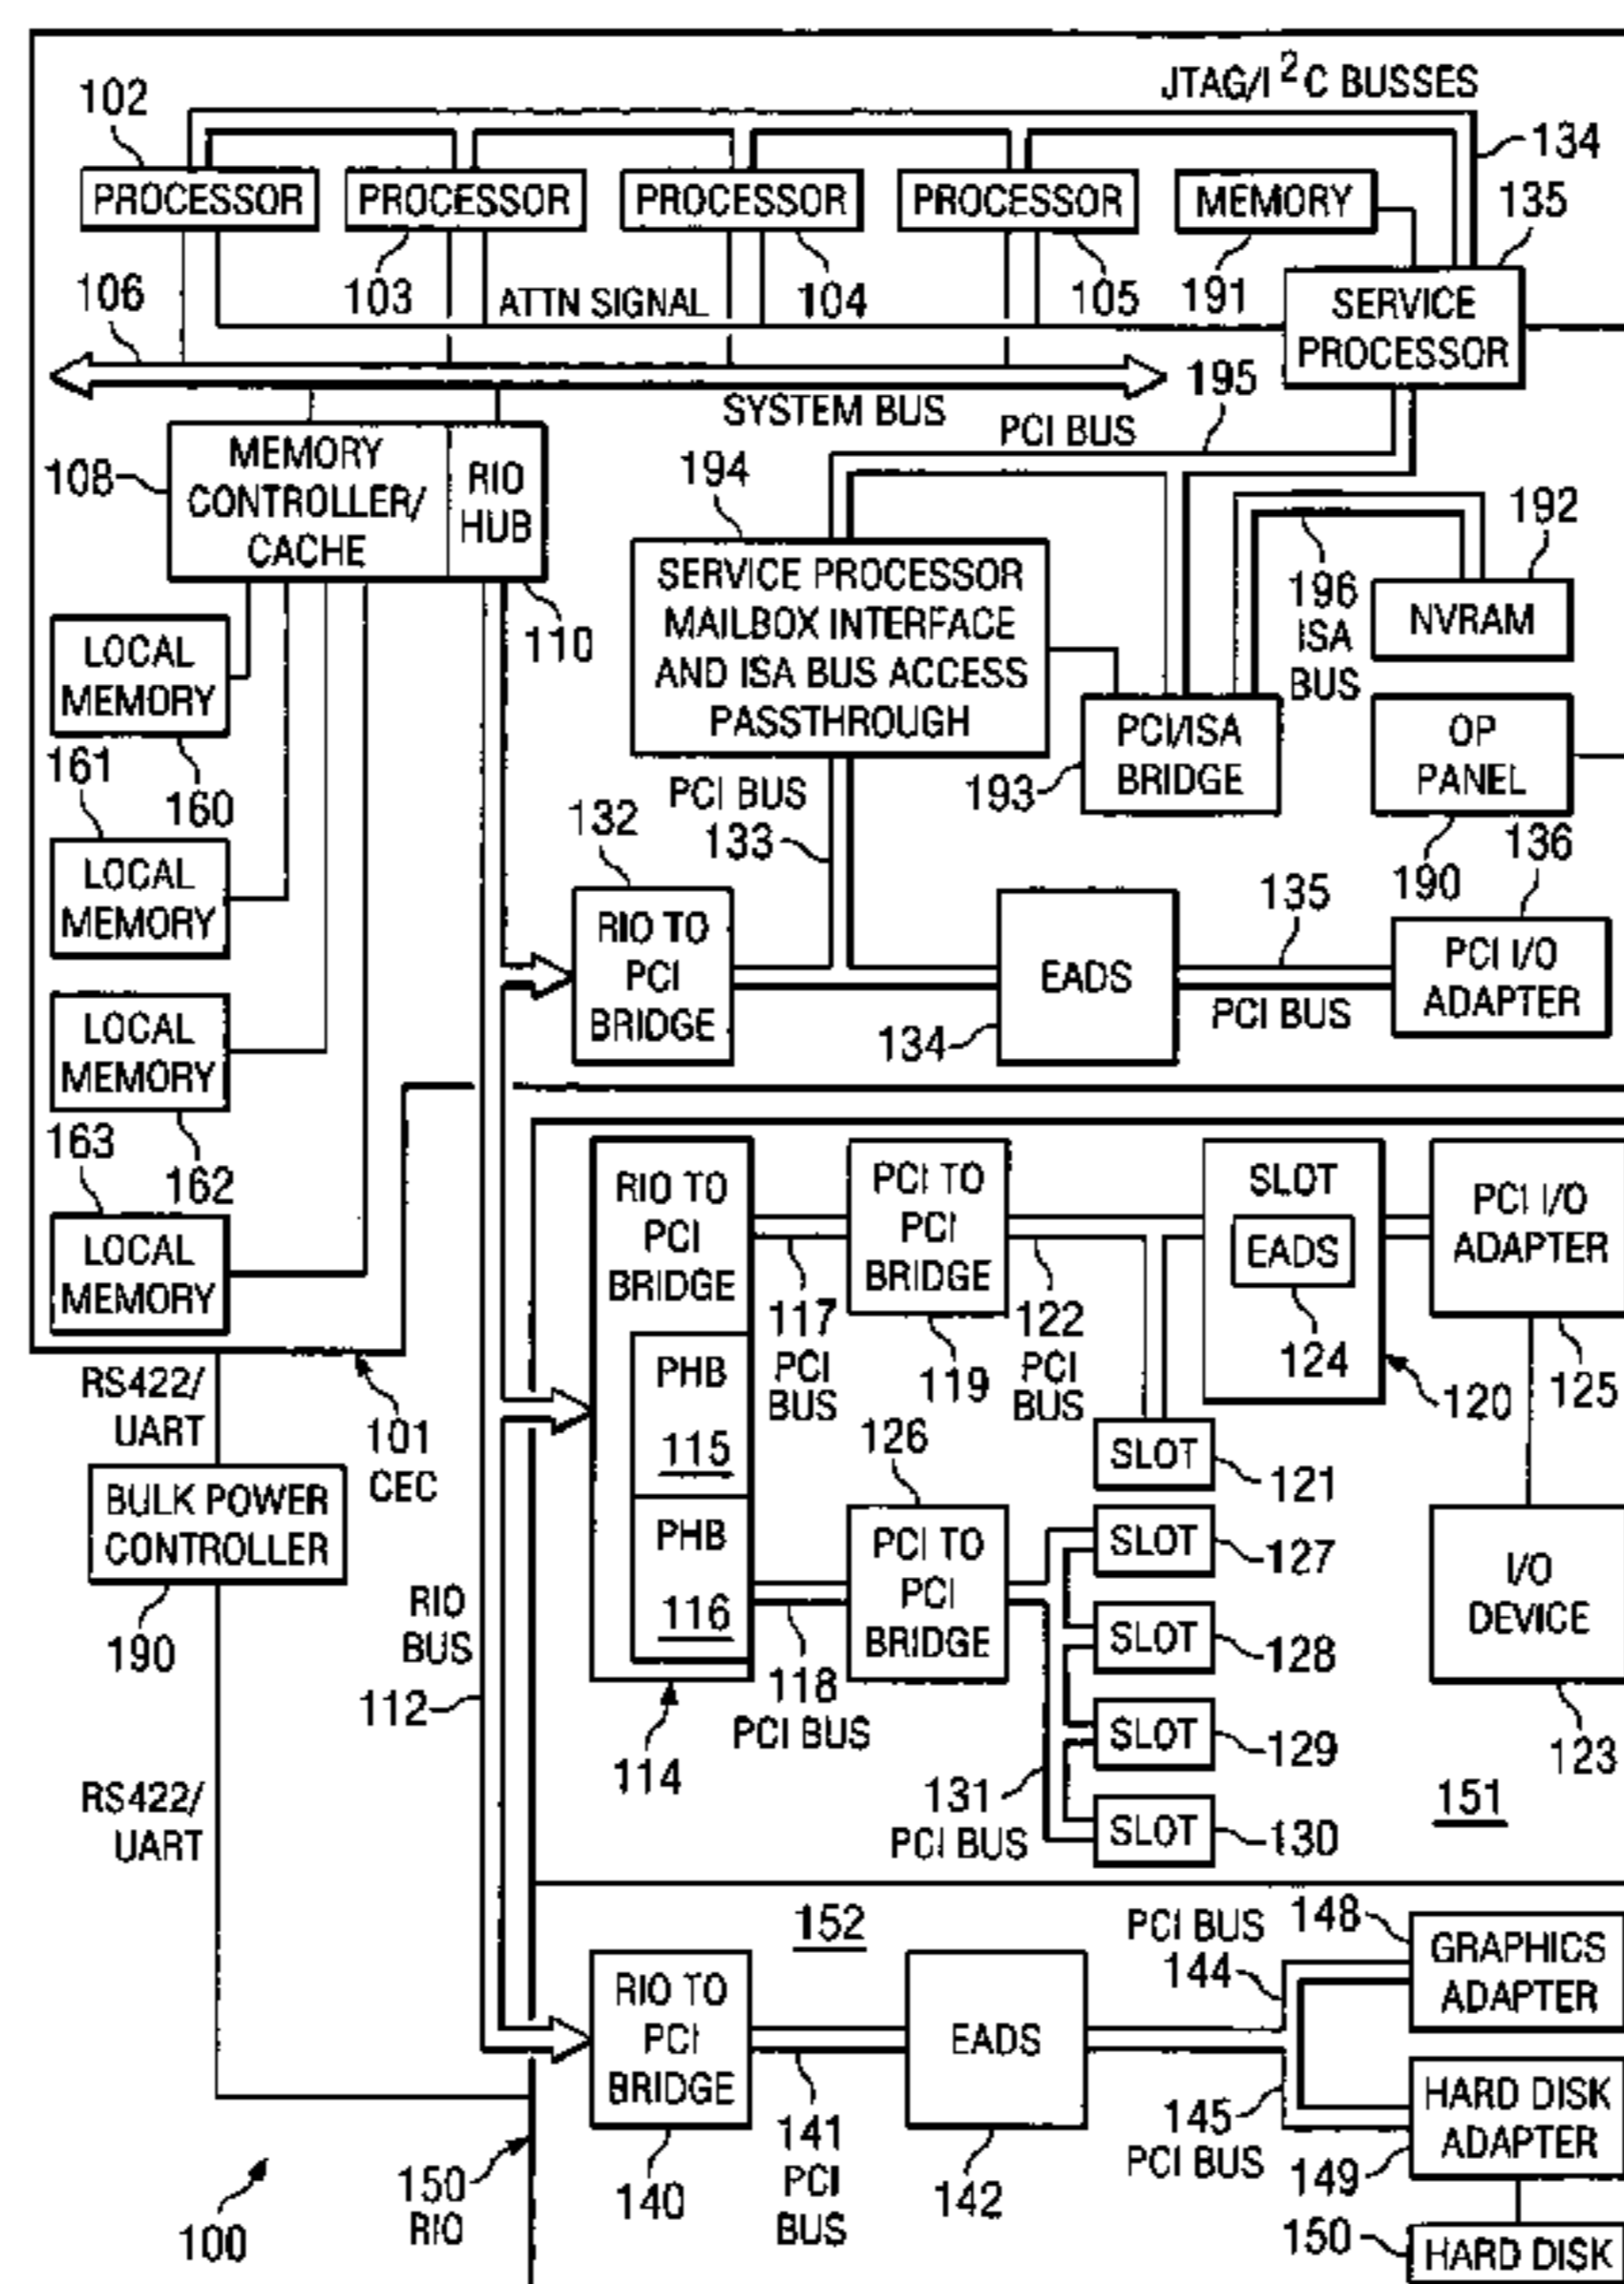 JTAG/I²C BUSSES
102
134
PROCESSOR
PROCESSOR
PROCESSOR
PROCESSOR
MEMORY
135
106
103
ATTN SIGNAL
104
105
191
SERVICE
PROCESSOR
195
SYSTEM BUS
PCI BUS
108
MEMORY
CONTROLLER/
CACHE
RIO
HUB
194
192
SERVICE PROCESSOR
MAILBOX INTERFACE
AND ISA BUS ACCESS
PASSTHROUGH
196
ISA
BUS
NVRAM
110
LOCAL
MEMORY
161
160
PCI BUS
133
193
PCI/ISA
BRIDGE
OP
PANEL
132
190
136
LOCAL
MEMORY
RIO TO
PCI
BRIDGE
135
EADS
134
PCI BUS
PCI I/O
ADAPTER
LOCAL
MEMORY
163
162
LOCAL
MEMORY
RIO TO
PCI
BRIDGE
PCI TO
PCI
BRIDGE
SLOT
EADS
PCI I/O
ADAPTER
117
PCI
BUS
119
122
PCI
BUS
124
120
125
RS422/
UART
101
CEC
PHB
115
126
SLOT
121
BULK POWER
CONTROLLER
190
PHB
116
PCI TO
PCI
BRIDGE
SLOT
127
SLOT
128
SLOT
129
SLOT
130
I/O
DEVICE
123
RIO
BUS
112
118
PCI BUS
114
131
PCI BUS
151
RS422/
UART
152
PCI BUS
144
148
GRAPHICS
ADAPTER
RIO TO
PCI
BRIDGE
EADS
145
PCI BUS
HARD DISK
ADAPTER
149
141
PCI
BUS
140
142
150
RIO
100
150
HARD DISK